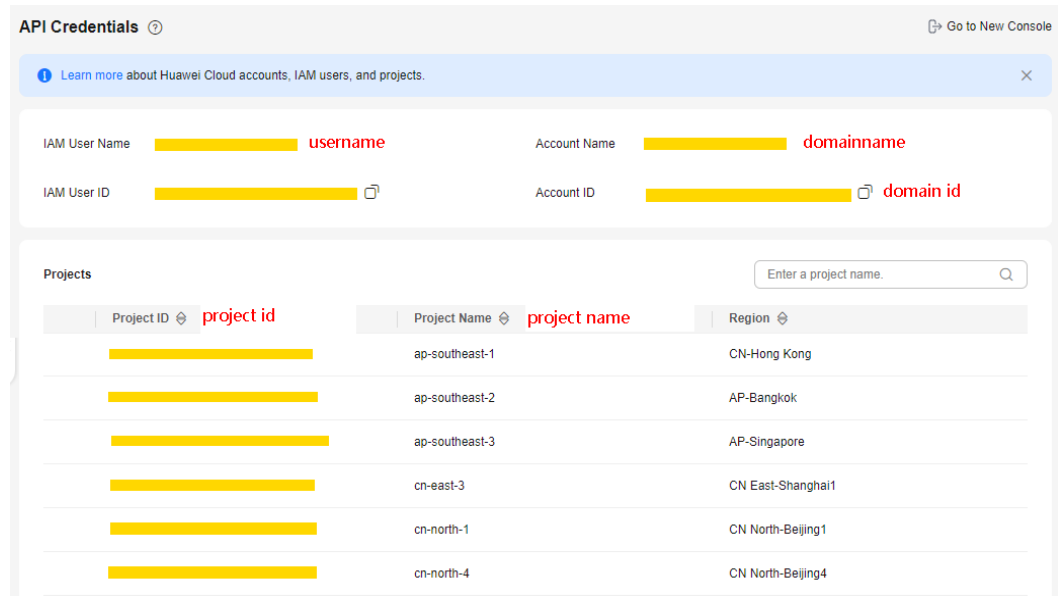 API Credentials ?
Go to New Console
Learn more about Huawei Cloud accounts, IAM users, and projects.
IAM User Name username Account Name domainname
IAM User ID Account ID domain id
Projects
Enter a project name.
Project ID project id Project Name project name Region
ap-southeast-1 CN-Hong Kong
ap-southeast-2 AP-Bangkok
ap-southeast-3 AP-Singapore
cn-east-3 CN East-Shanghai1
cn-north-1 CN North-Beijing1
cn-north-4 CN North-Beijing4